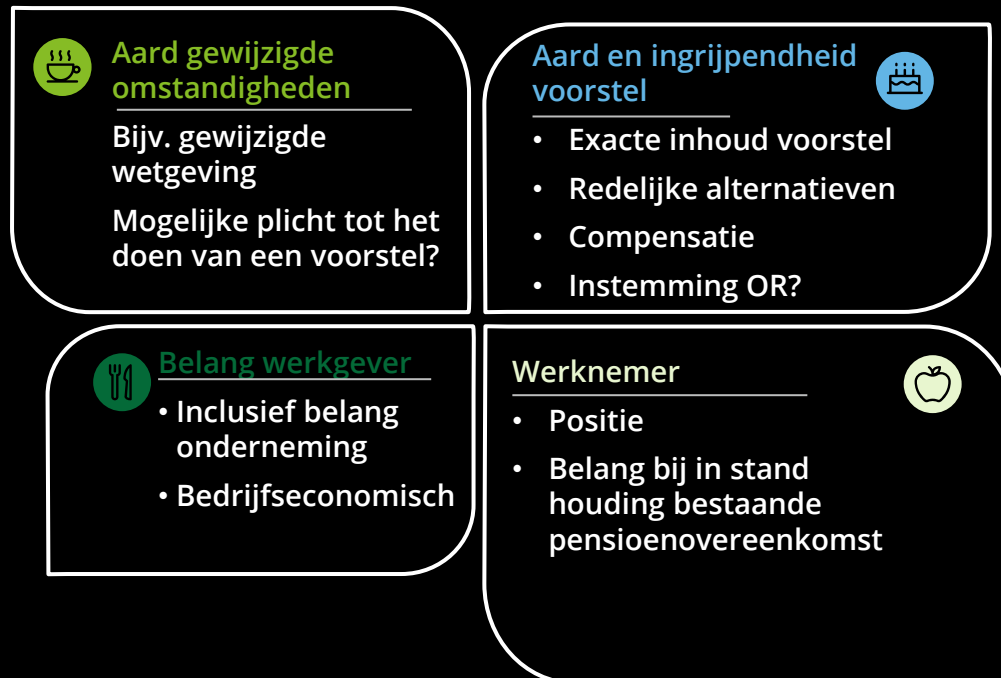 Aard gewijzigde
omstandigheden
Bijv. gewijzigde
wetgeving
Mogelijke plicht tot het
doen van een voorstel?
Aard en ingrijpendheid
voorstel
• Exacte inhoud voorstel
• Redelijke alternatieven
• Compensatie
• Instemming OR?
Belang werkgever
• Inclusief belang
onderneming
• Bedrijfseconomisch
Werknemer
• Positie
• Belang bij in stand
houding bestaande
pensioenovereenkomst